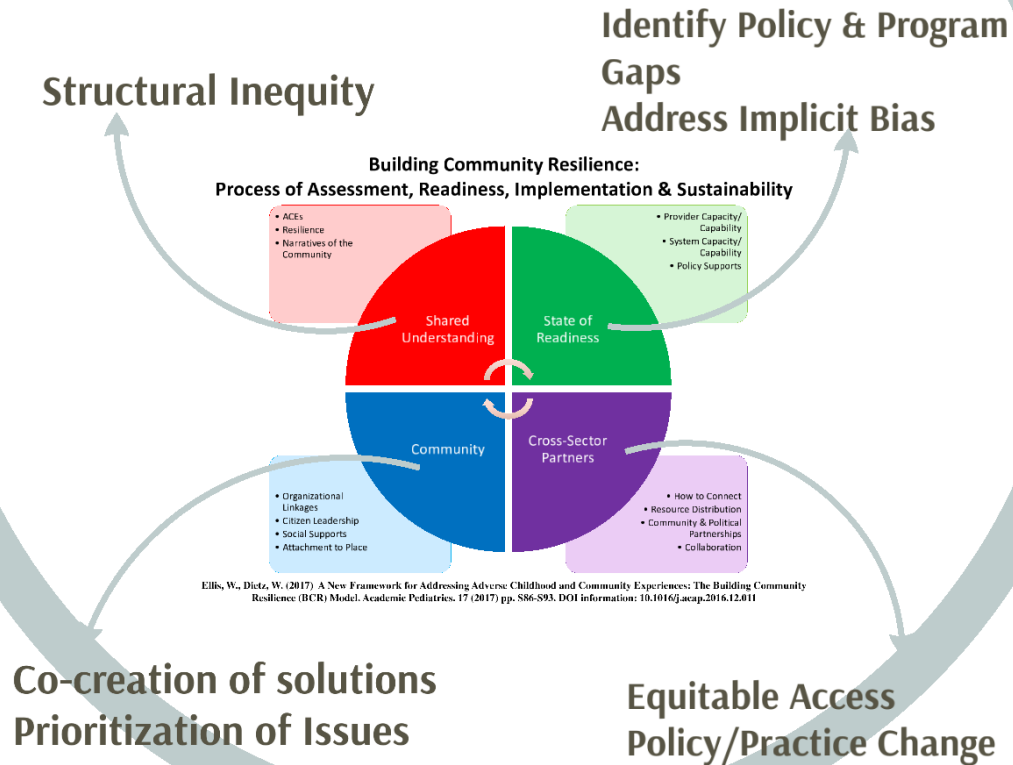 Structural Inequity
Identify Policy & Program
Gaps
Address Implicit Bias
Building Community Resilience:
Process of Assessment, Readiness, Implementation & Sustainability
• ACEs
• Resilience
• Narratives of the
Community
• Provider Capacity/
Capability
• System Capacity/
Capability
• Policy Supports
Shared
Understanding
State of
Readiness
Community
Cross-Sector
Partners
• Organizational
Linkages
• Citizen Leadership
• Social Supports
• Attachment to Place
• How to Connect
• Resource Distribution
• Community & Political
Partnerships
• Collaboration
Ellis, W., Dietz, W. (2017) A New Framework for Addressing Adverse Childhood and Community Experiences: The Building Community
Resilience (BCR) Model. Academic Pediatrics. 17 (2017) pp. S86-S93. DOI information: 10.1016/j.acap.2016.12.011
Co-creation of solutions
Prioritization of Issues
Equitable Access
Policy/Practice Change